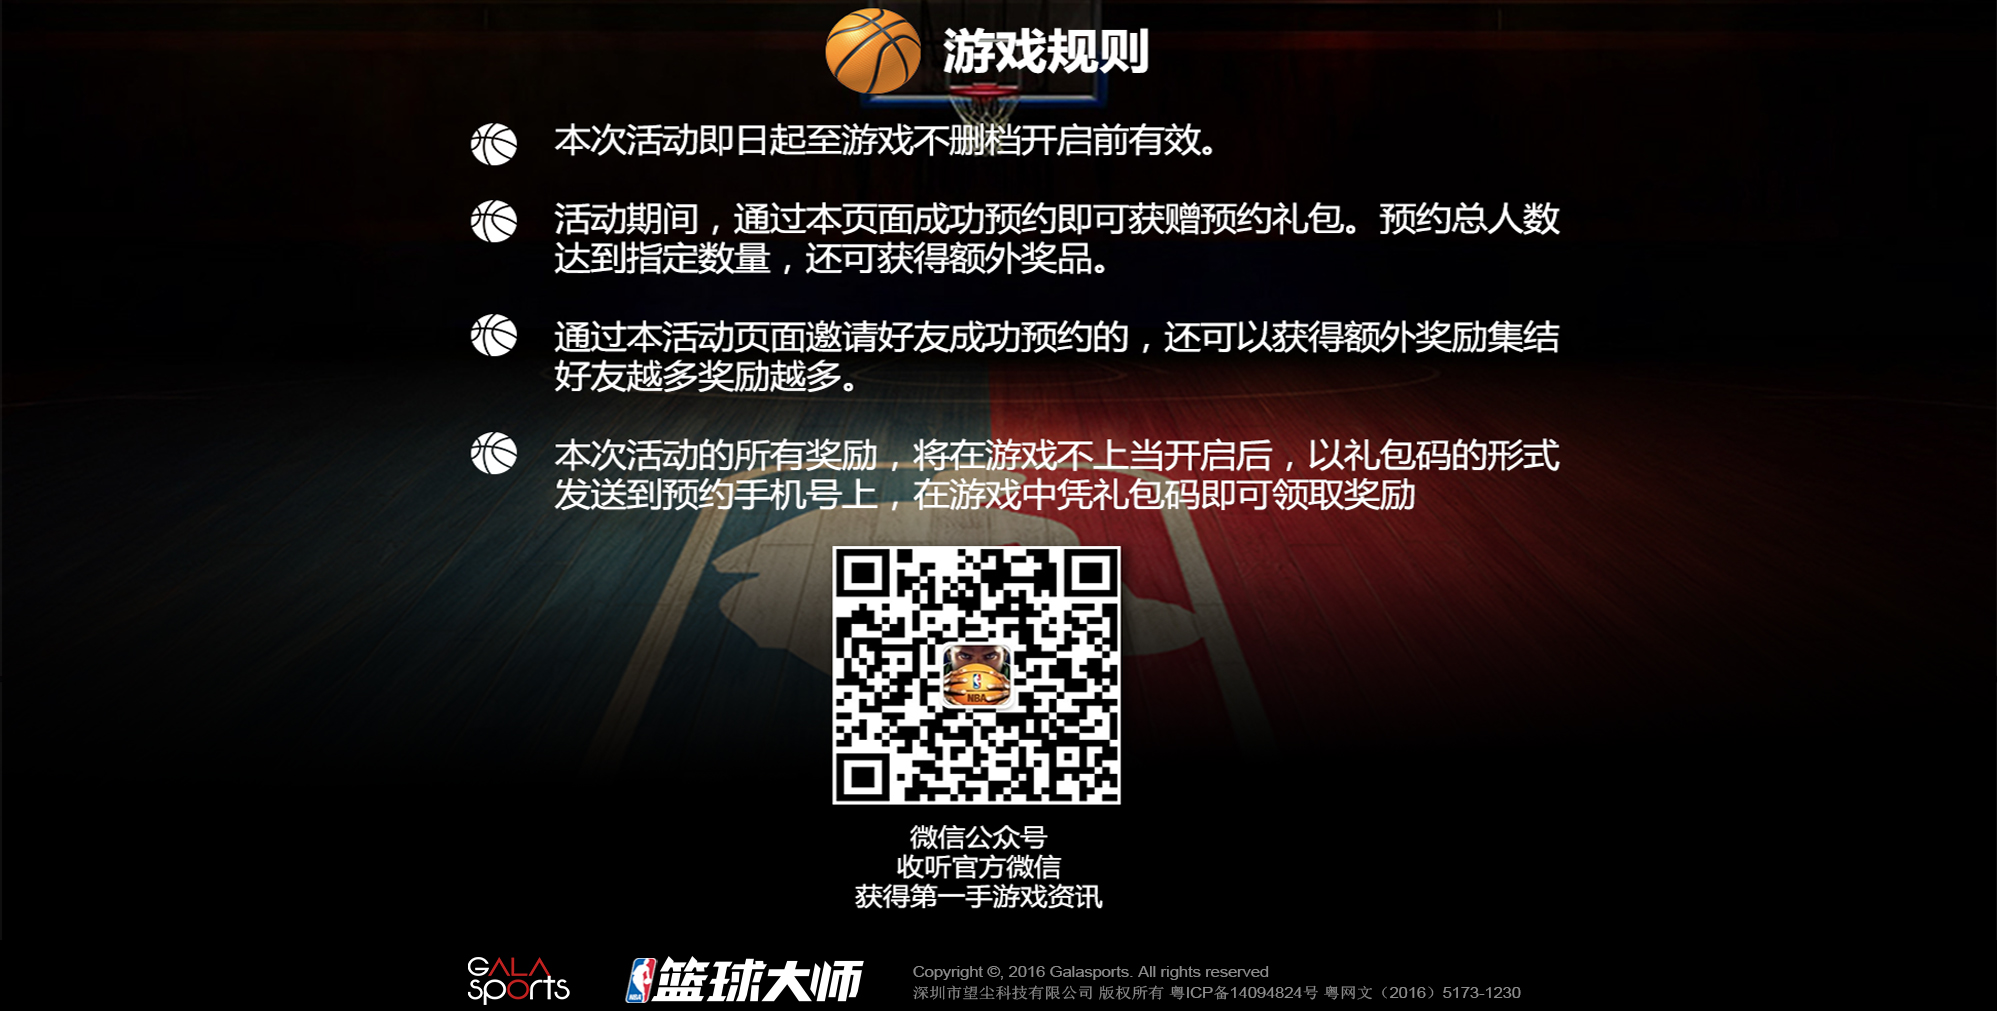 游戏规则
本次活动即日起至游戏不删档开启前有效。
活动期间，通过本页面成功预约即可获赠预约礼包。预约总人数
达到指定数量，还可获得额外奖品。
通过本活动页面邀请好友成功预约的，还可以获得额外奖励集结
好友越多奖励越多。
本次活动的所有奖励，将在游戏不上当开启后，以礼包码的形式
发送到预约手机号上，在游戏中凭礼包码即可领取奖励
NBA
微信公众号
收听官方微信
获得第一手游戏资讯
GALA
sports
NBA
篮球大师
Copyright ©, 2016 Galasports. All rights reserved
深圳市望尘科技有限公司 版权所有 粤ICP备14094824号 粤网文（2016）5173-1230